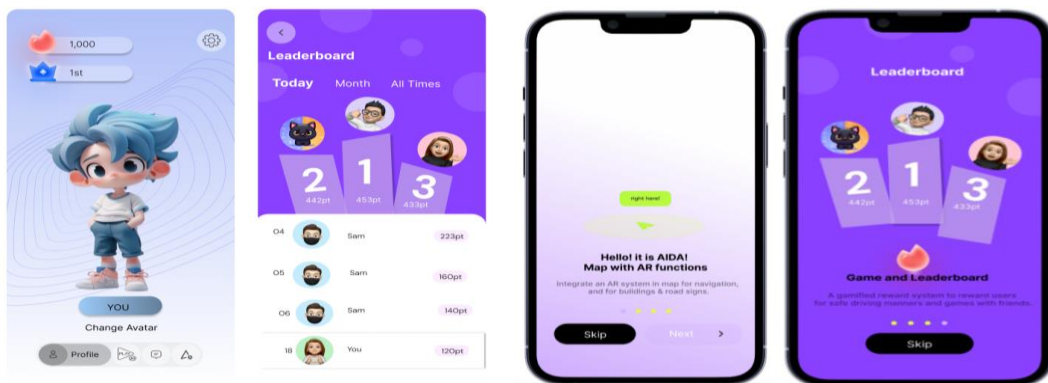 1,000
1st
YOU
Change Avatar
Profile
Leaderboard
Today Month All Times
2 1 3
442pt 453pt 433pt
04 Sam 223pt
05 Sam 160pt
06 Sam 140pt
18 You 120pt
right here!
Hello! it is AIDA!
Map with AR functions
Integrate an AR system in map for navigation,
and for buildings & road signs.
Skip Next >
Leaderboard
2 1 3
442pt 453pt 433pt
Game and Leaderboard
A gamified reward system to reward users
for safe driving manners and games with friends.
Skip